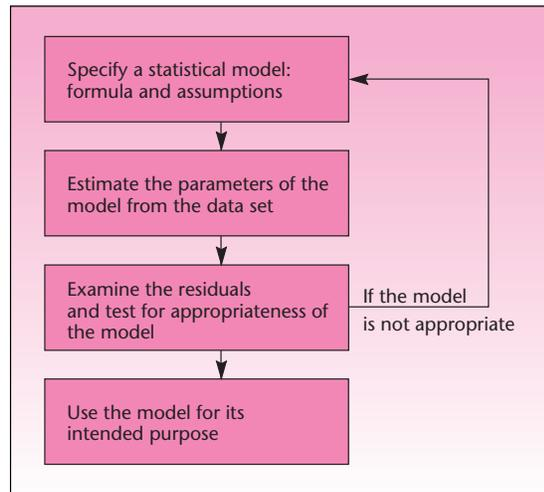 Specify a statistical model:
formula and assumptions
Estimate the parameters of the
model from the data set
Examine the residuals
and test for appropriateness of
the model
If the model
is not appropriate
Use the model for its
intended purpose